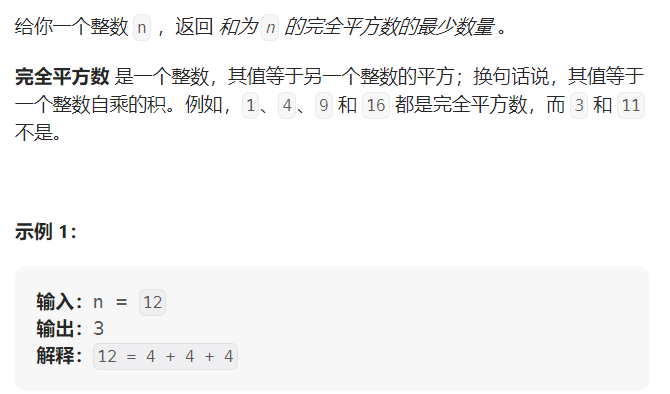 给你一个整数 n ，返回 和为 n 的完全平方数的最少数量 。
完全平方数 是一个整数，其值等于另一个整数的平方；换句话说，其值等于
一个整数自乘的积。例如，1、4、9 和 16 都是完全平方数，而 3 和 11
不是。
示例 1：
输入：n = 12
输出：3
解释：12 = 4 + 4 + 4